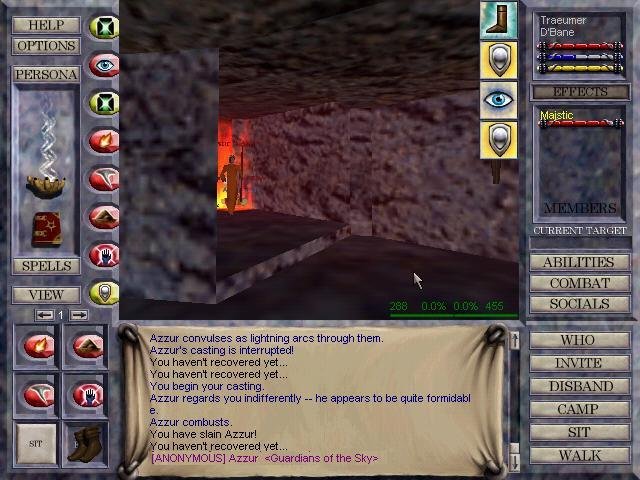 HELP
OPTIONS
PERSONA
SPELLS
VIEW
1
SIT
288 0.0% 0.0% 455
Azzur convulses as lightning arcs through them.
Azzur's casting is interrupted!
You haven't recovered yet...
You haven't recovered yet...
You begin your casting.
Azzur regards you indifferently -- he appears to be quite formidabl
e.
Azzur combusts.
You have slain Azzur!
You haven't recovered yet...
[ANONYMOUS] Azzur <Guardians of the Sky>
Traeumer
D'Bane
EFFECTS
Majstic
MEMBERS
CURRENT TARGET
ABILITIES
COMBAT
SOCIALS
WHO
INVITE
DISBAND
CAMP
SIT
WALK